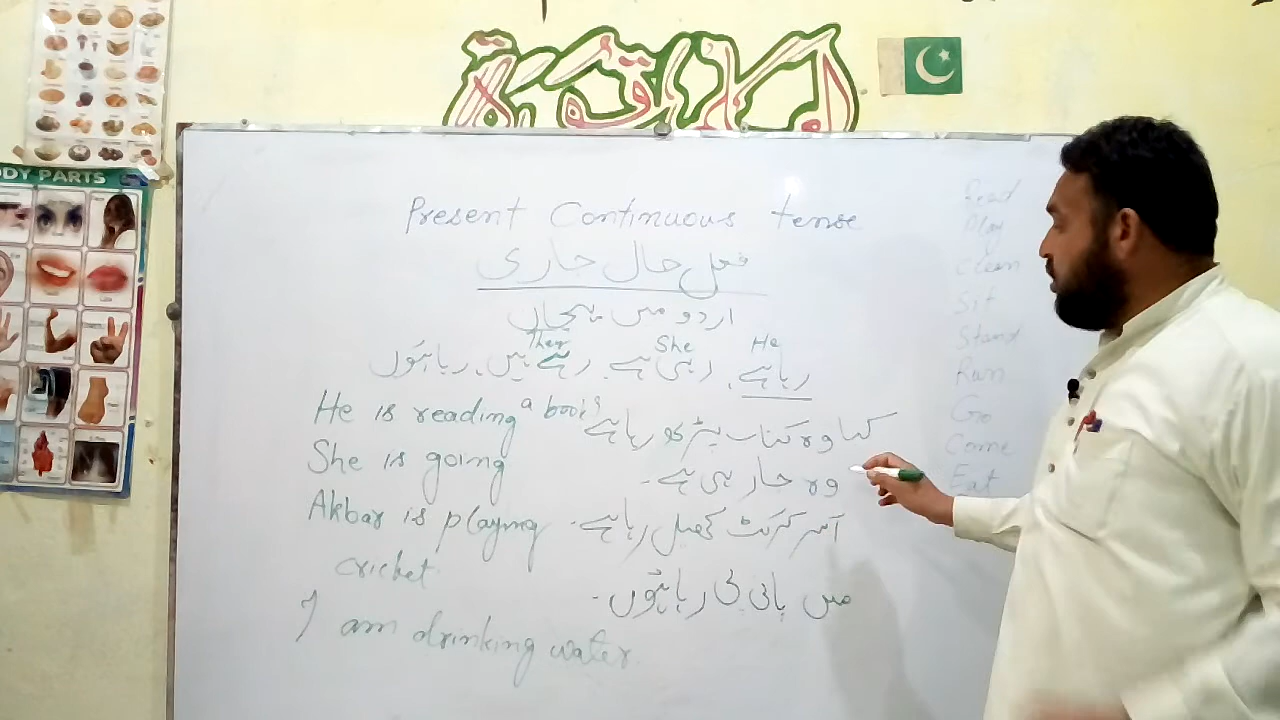 BODY PARTS
Present Continuous tense
فعل حال جاری
اردو میں پہچان
He She They
رہا ہے، رہی ہے، رہے ہیں، رہا ہوں
He is reading a book?
کیا وہ کتاب پڑھ رہا ہے
She is going
وہ جا رہی ہے۔
Akbar is playing
کرکٹ کھیل رہا ہے۔
cricket
میں پانی پی رہا ہوں۔
I am drinking water
Read
Play
Clean
Sit
Stand
Run
Go
Come
Eat